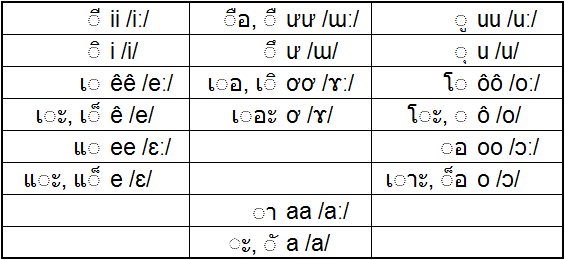 ◌ี ii /iː/ ◌ือ, ◌ื ưư /ɯː/ ◌ู uu /uː/
◌ิ i /i/ ◌ึ ư /ɯ/ ◌ุ u /u/
เ◌ êê /eː/ เ◌อ, เ◌ิ ơơ /ɤː/ โ◌ ôô /oː/
เ◌ะ, เ◌็ ê /e/ เ◌อะ ơ /ɤ/ โ◌ะ, ◌ ô /o/
แ◌ ee /ɛː/ ◌อ oo /ɔː/
แ◌ะ, แ◌็ e /ɛ/ เ◌าะ, ◌็อ o /ɔ/
◌า aa /aː/
◌ะ, ◌ั a /a/